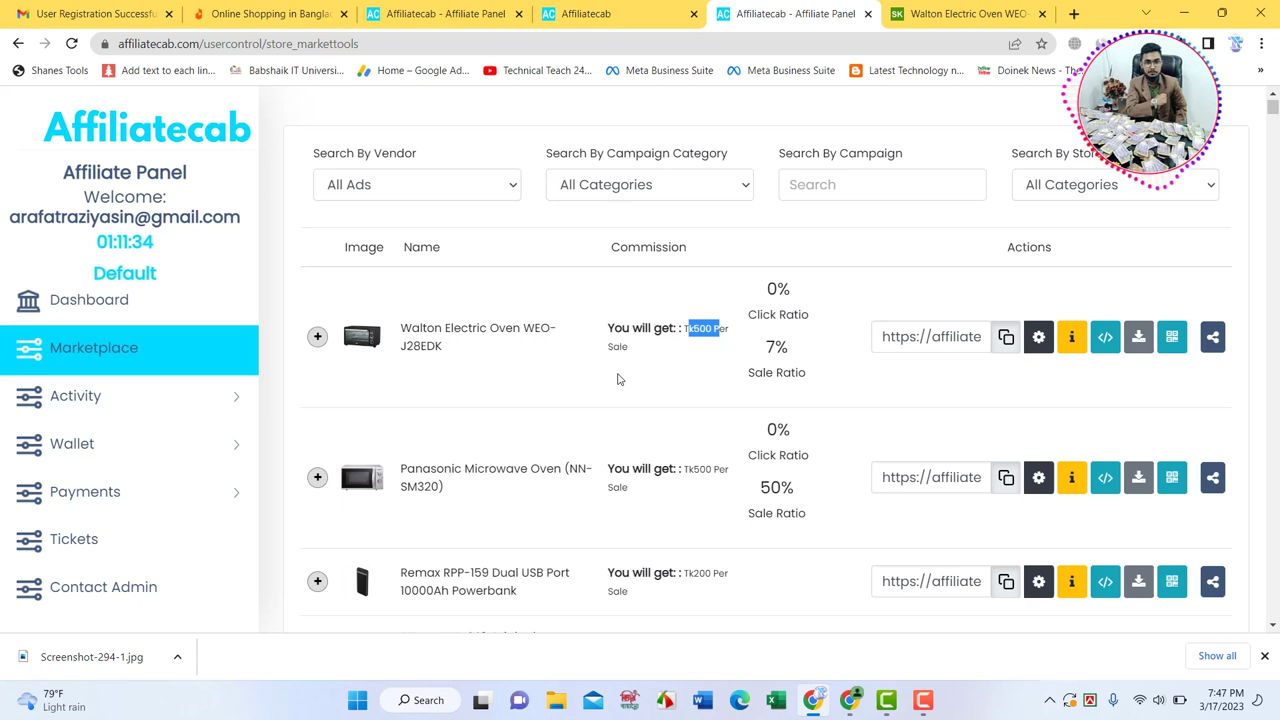 User Registration Successfu
Online Shopping in Banglad
Affiliatecab - Affiliate Panel
Affiliatecab
Affiliatecab - Affiliate Panel
Walton Electric Oven WEO-
affiliatecab.com/usercontrol/store_markettools
Shanes Tools
Add text to each lin...
Babshaik IT Universi...
Home – Google Ad...
Technical Teach 24...
Meta Business Suite
Meta Business Suite
Latest Technology n...
Doinek News - The
»
Affiliatecab
Affiliate Panel
Welcome:
arafatraziyasin@gmail.com
01:11:34
Default
Dashboard
Marketplace
Activity
Wallet
Payments
Tickets
Contact Admin
Search By Vendor
Search By Campaign Category
Search By Campaign
Search By
All Ads
All Categories
Search
All Categories
Image Name Commission Actions
Walton Electric Oven WEO-
J28EDK
You will get: : Tk500 Per
Sale
0%
Click Ratio
7%
Sale Ratio
https://affiliate
Panasonic Microwave Oven (NN-
SM320)
You will get: : Tk500 Per
Sale
0%
Click Ratio
50%
Sale Ratio
https://affiliate
Remax RPP-159 Dual USB Port
10000Ah Powerbank
You will get: : Tk200 Per
Sale
https://affiliate
Screenshot-294-1.jpg
Show all
79°F
Light rain
Search
7:47 PM
3/17/2023